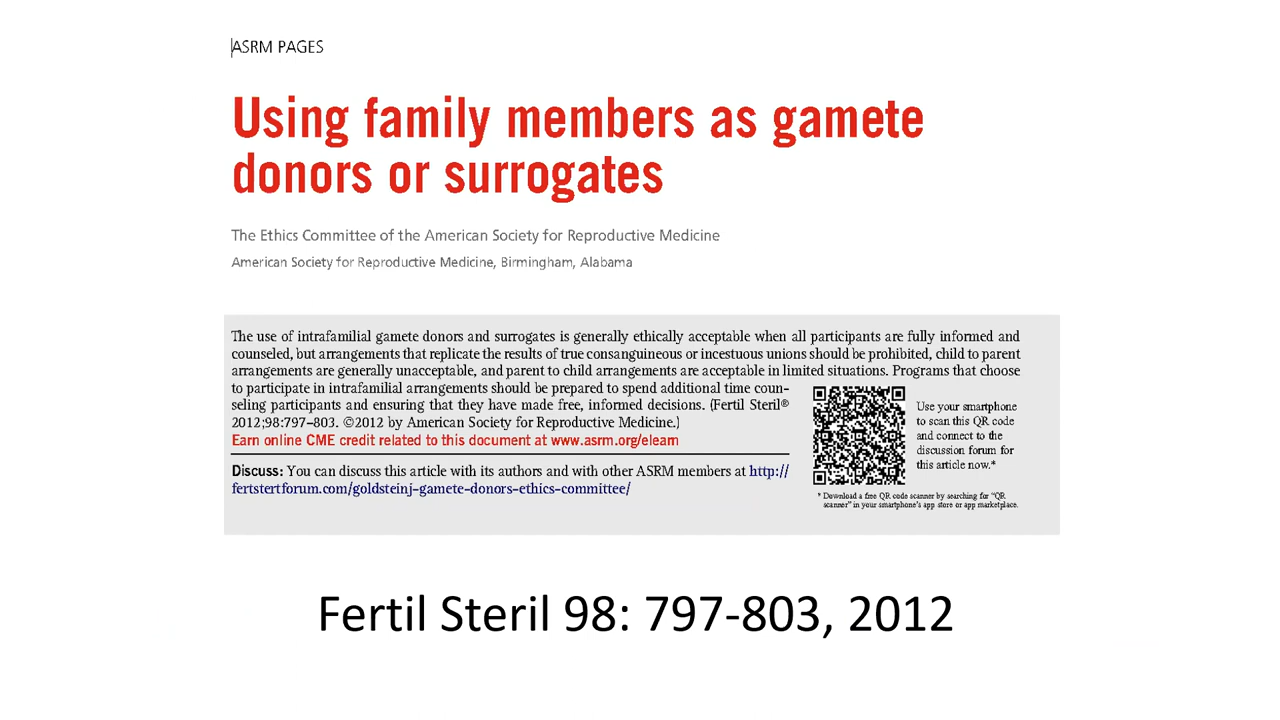 ASRM PAGES
Using family members as gamete
donors or surrogates
The Ethics Committee of the American Society for Reproductive Medicine
American Society for Reproductive Medicine, Birmingham, Alabama
The use of intrafamilial gamete donors and surrogates is generally ethically acceptable when all participants are fully informed and
counseled, but arrangements that replicate the results of true consanguineous or incestuous unions should be prohibited, child to parent
arrangements are generally unacceptable, and parent to child arrangements are acceptable in limited situations. Programs that choose
to participate in intrafamilial arrangements should be prepared to spend additional time coun-
seling participants and ensuring that they have made free, informed decisions. (Fertil Steril®
2012;98:797–803. ©2012 by American Society for Reproductive Medicine.)
Earn online CME credit related to this document at www.asrm.org/elearn
Discuss: You can discuss this article with its authors and with other ASRM members at http://
fertstertforum.com/goldsteinj-gamete-donors-ethics-committee/
Use your smartphone
to scan this QR code
and connect to the
discussion forum for
this article now.*
* Download a free QR code scanner by searching for "QR
scanner" in your smartphone's app store or app marketplace.
Fertil Steril 98: 797-803, 2012